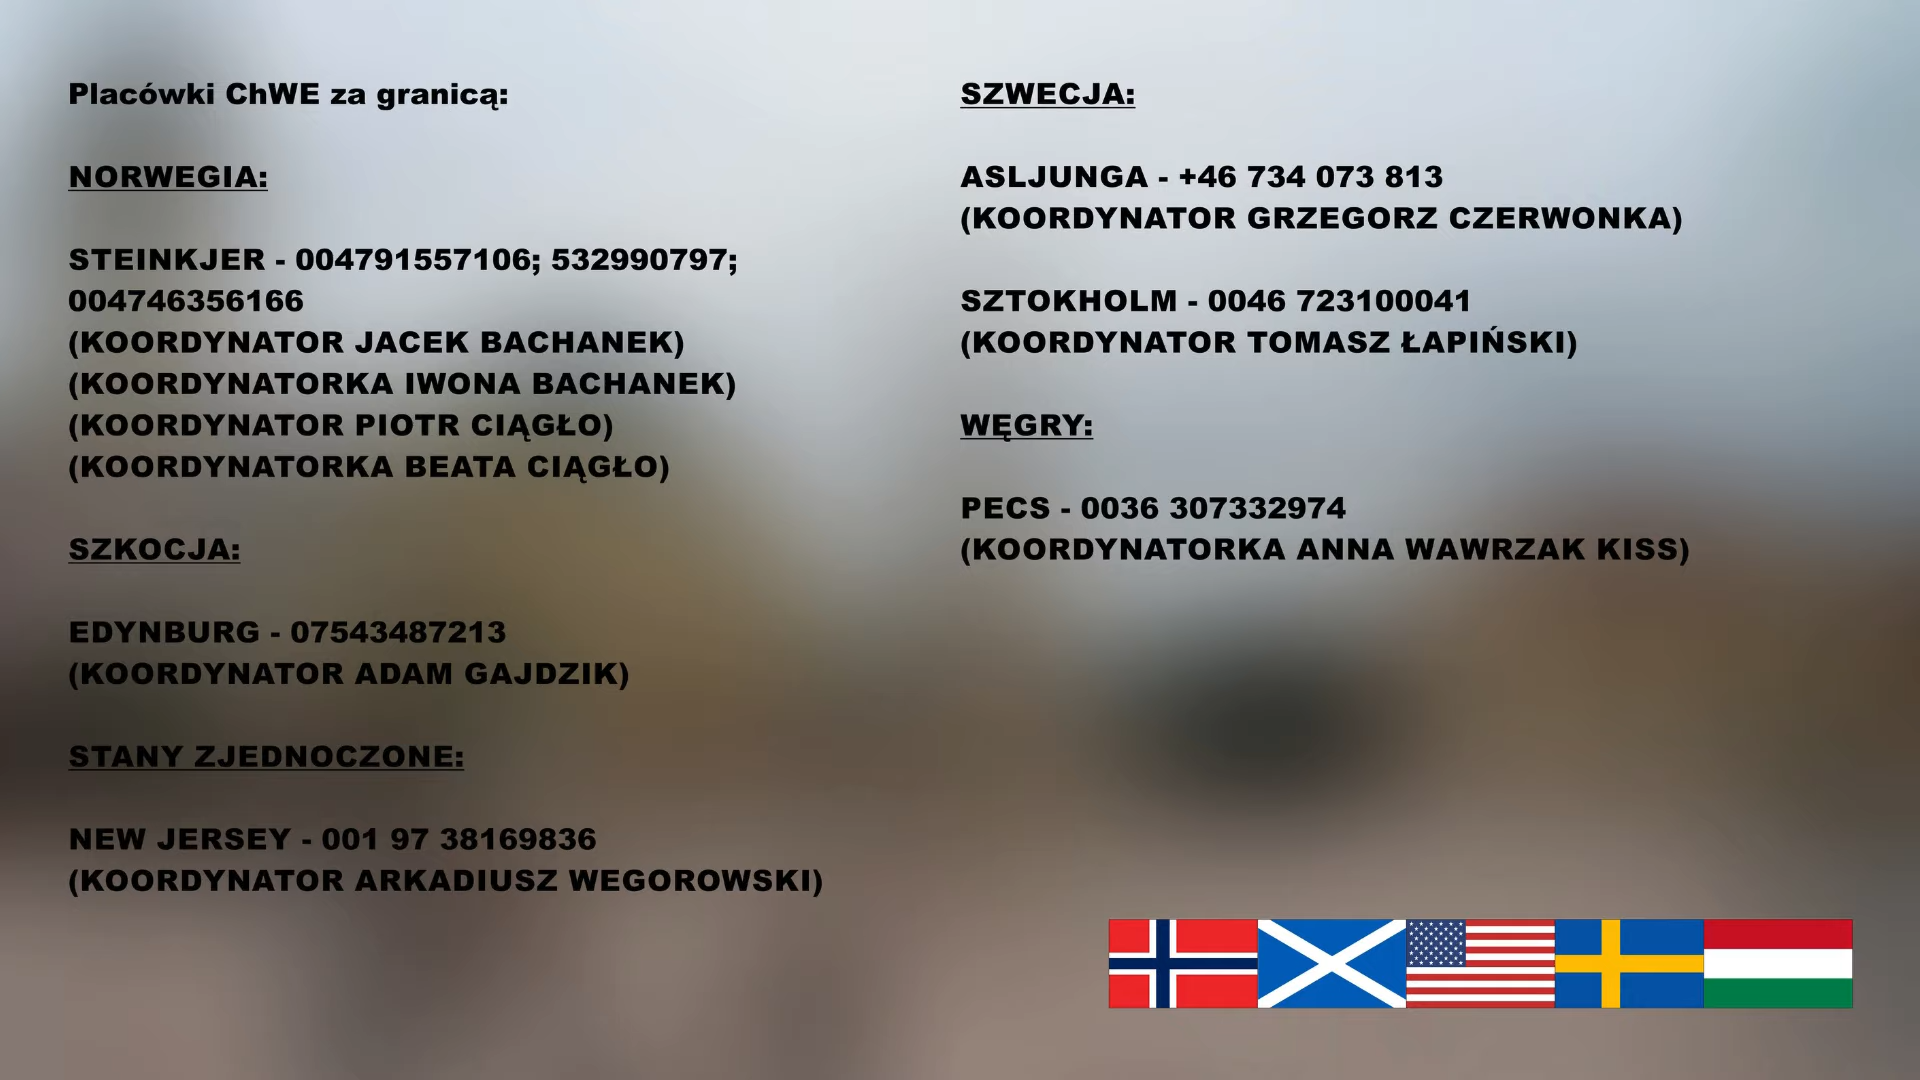 Placówki ChWE za granicą:
NORWEGIA:
STEINKJER - 004791557106; 532990797;
004746356166
(KOORDYNATOR JACEK BACHANEK)
(KOORDYNATORKA IWONA BACHANEK)
(KOORDYNATOR PIOTR CIĄGŁO)
(KOORDYNATORKA BEATA CIĄGŁO)
SZKOCJA:
EDYNBURG - 07543487213
(KOORDYNATOR ADAM GAJDZIK)
STANY ZJEDNOCZONE:
NEW JERSEY - 001 97 38169836
(KOORDYNATOR ARKADIUSZ WEGOROWSKI)
SZWECJA:
ASLJUNGA - +46 734 073 813
(KOORDYNATOR GRZEGORZ CZERWONKA)
SZTOKHOLM - 0046 723100041
(KOORDYNATOR TOMASZ ŁAPIŃSKI)
WĘGRY:
PECS - 0036 307332974
(KOORDYNATORKA ANNA WAWRZAK KISS)